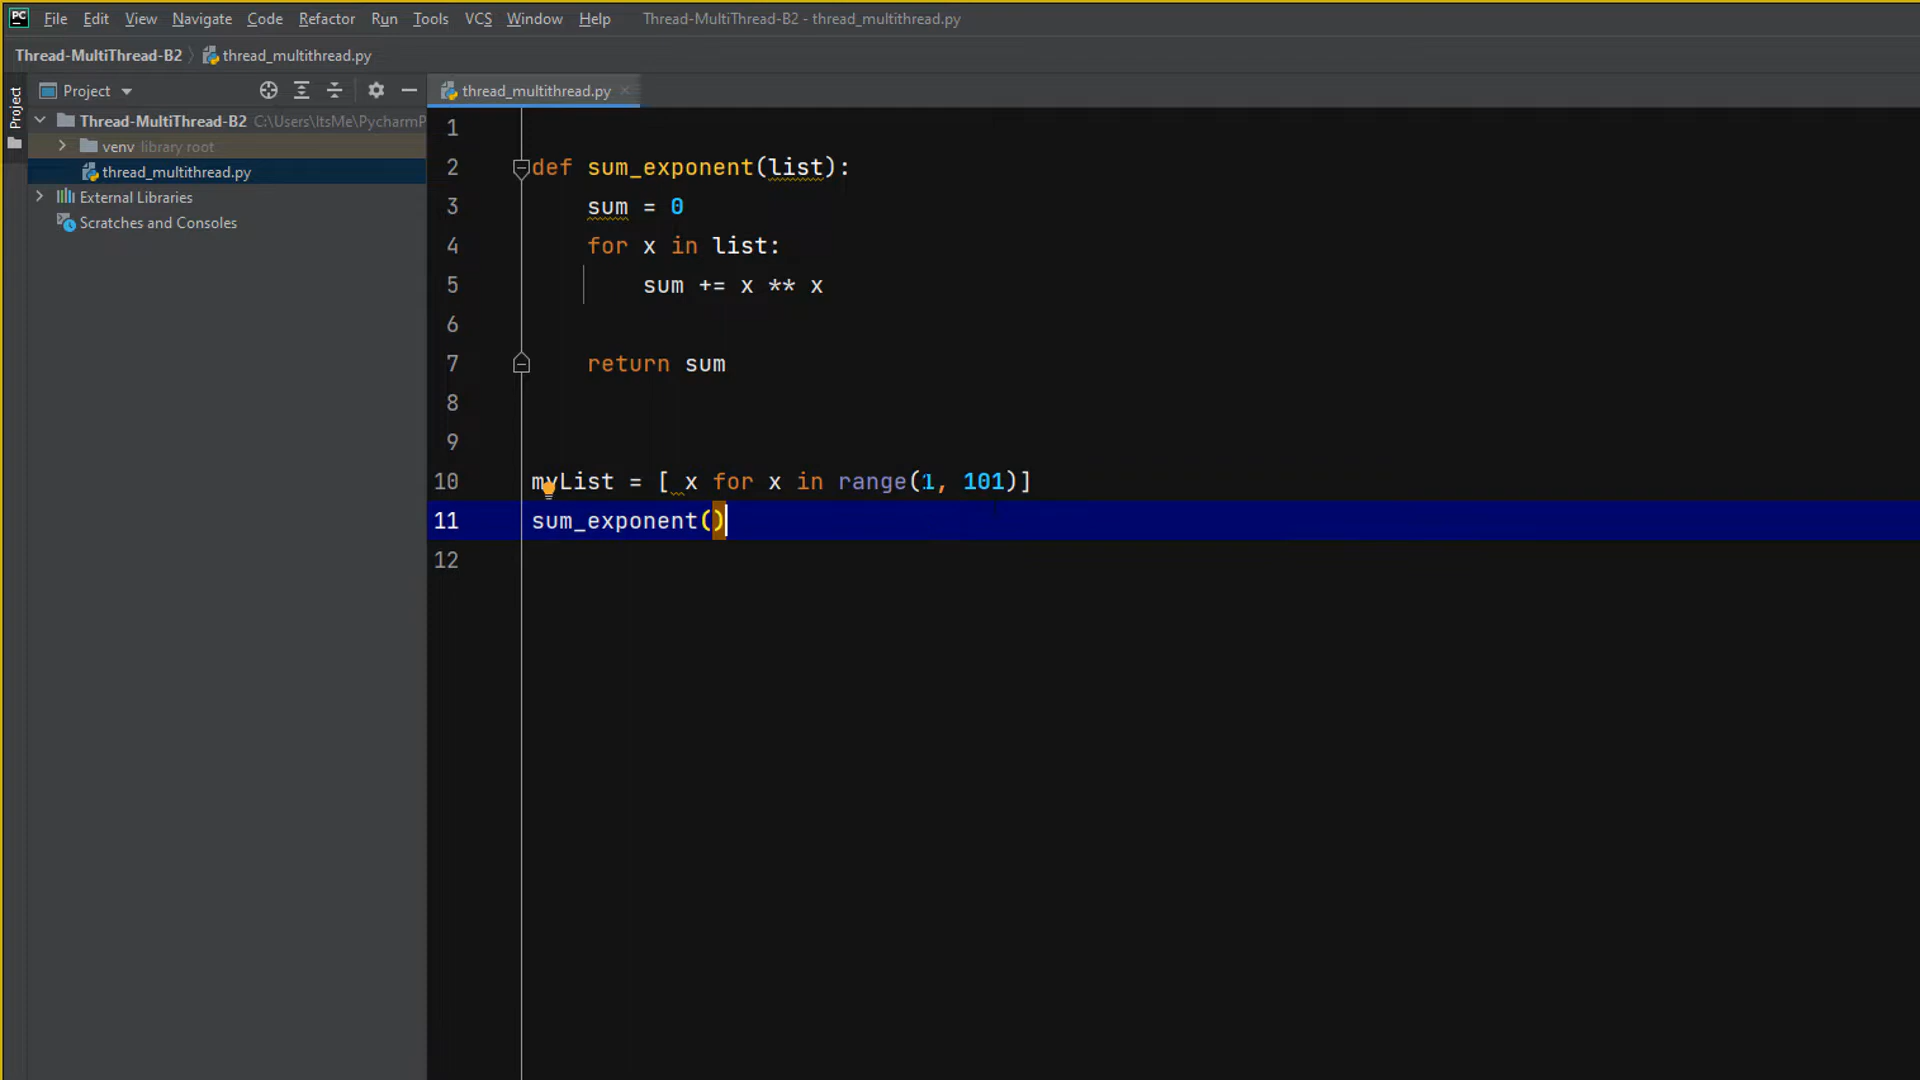 PC File Edit View Navigate Code Refactor Run Tools VCS Window Help Thread-MultiThread-B2 - thread_multithread.py
Thread-MultiThread-B2 thread_multithread.py
Project
Project
thread_multithread.py
Thread-MultiThread-B2 C:\Users\ItsMe\PycharmP
venv library root
thread_multithread.py
External Libraries
Scratches and Consoles
1
2 def sum_exponent(list):
3 sum = 0
4 for x in list:
5 sum += x ** x
6
7 return sum
8
9
10 myList = [ x for x in range(1, 101)]
11 sum_exponent()
12